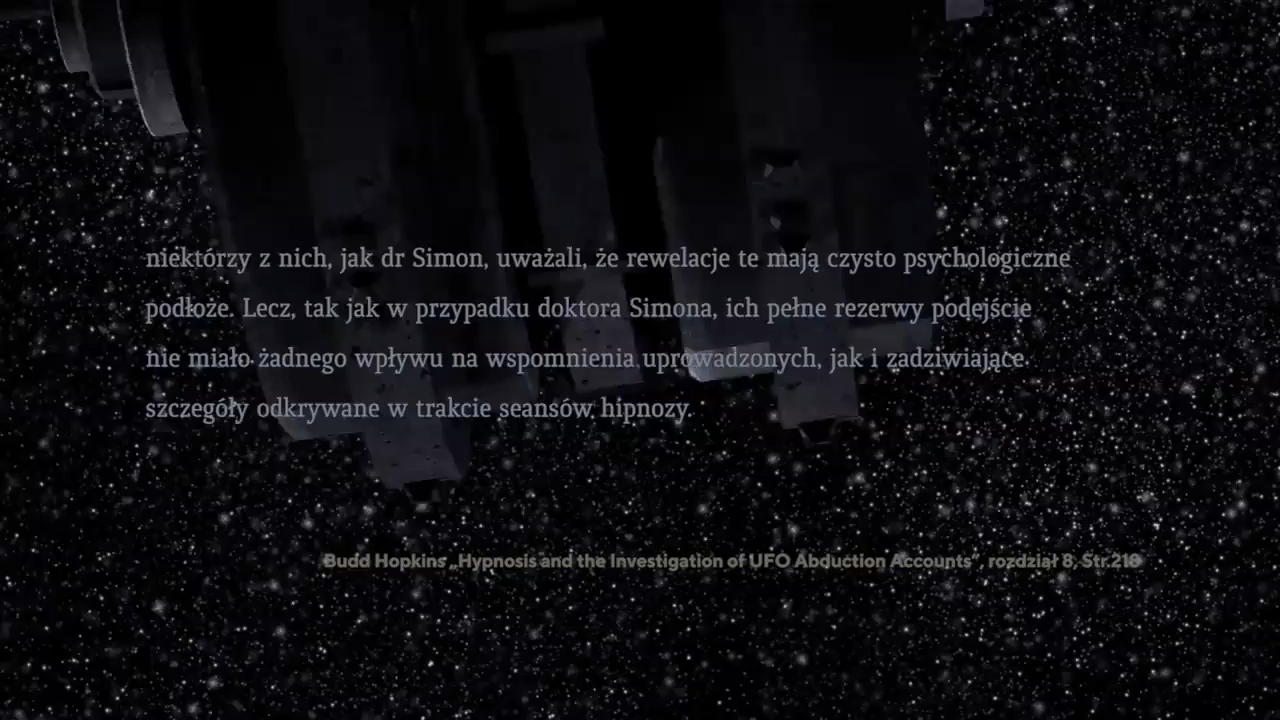 niektórzy z nich, jak dr Simon, uważali, że rewelacje te mają czysto psychologiczne
podłoże. Lecz, tak jak w przypadku doktora Simona, ich pełne rezerwy podejście
nie miało żadnego wpływu na wspomnienia uprowadzonych, jak i zadziwiające
szczegóły odkrywane w trakcie seansów hipnozy.
Budd Hopkins „Hypnosis and the Investigation of UFO Abduction Accounts”, rozdział 8, Str.218